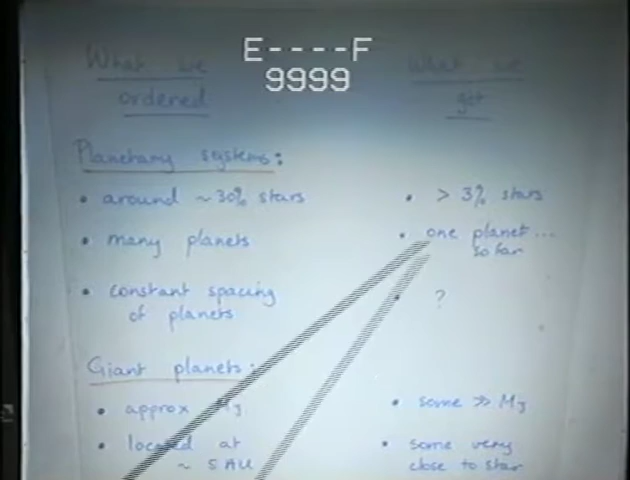 E----F
9999
What we ordered
What we get
Planetary systems:
• around ~30% stars
• > 3% stars
• many planets
• one planet... so far
• constant spacing of planets
• ?
Giant planets:
• approx MJ
• some >> MJ
• located at ~ 5 AU
• some very close to star